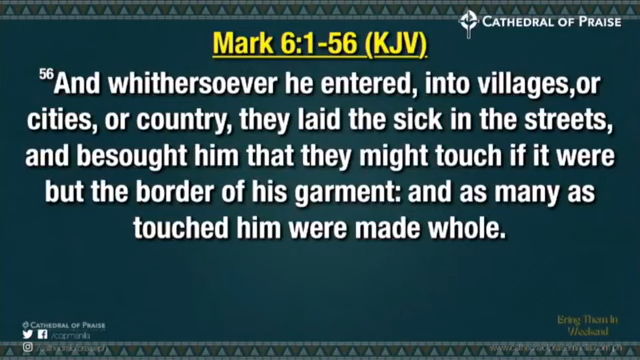 CATHEDRAL OF PRAISE
Mark 6:1-56 (KJV)
56And whithersoever he entered, into villages,or
cities, or country, they laid the sick in the streets,
and besought him that they might touch if it were
but the border of his garment: and as many as
touched him were made whole.
CATHEDRAL OF PRAISE
/copmanila
Bring Them In
Weekend